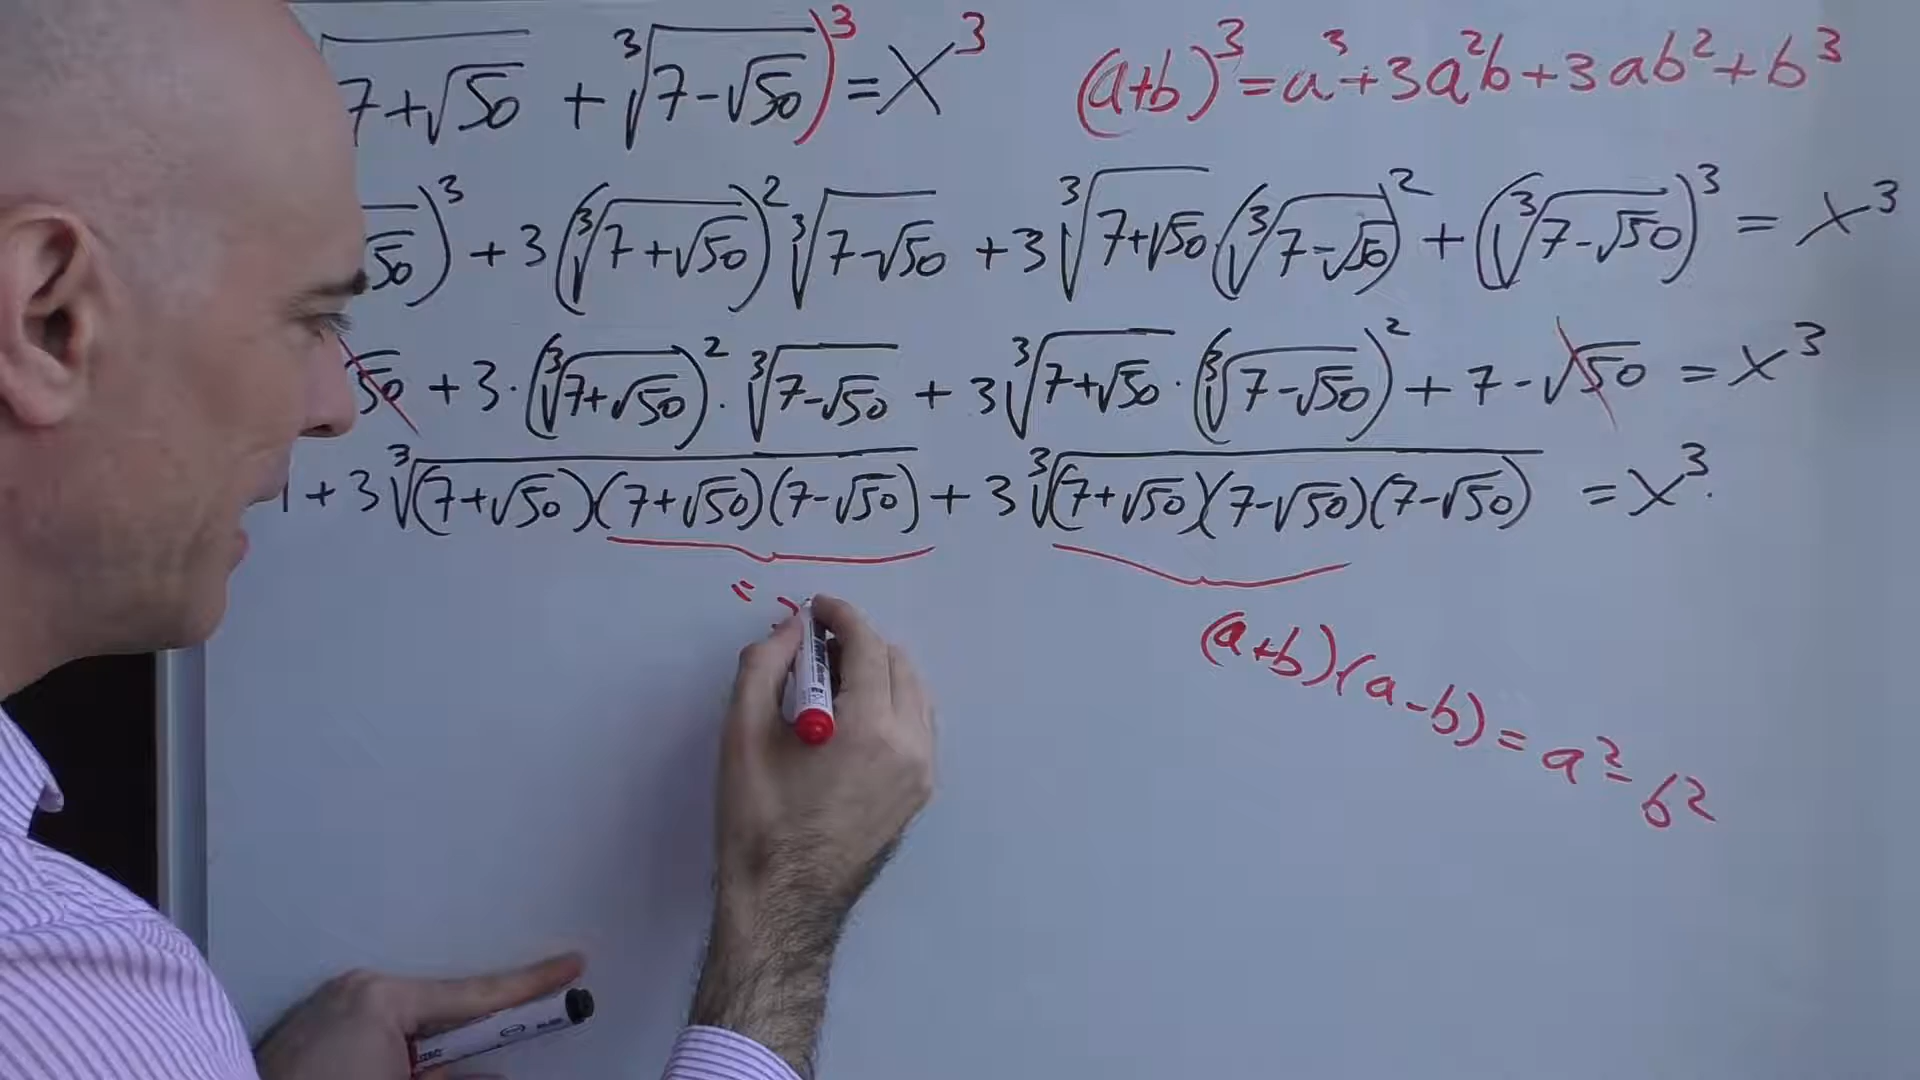 7+√50 + ∛(7-√50))³ = X³
(a+b)³ = a³+3a²b+3ab²+b³
50)³ + 3(∛(7+√50))² ∛(7-√50) + 3∛(7+√50) (∛(7-√50))² + (∛(7-√50))³ = x³
50 + 3·(∛(7+√50))²·∛(7-√50) + 3∛(7+√50)·(∛(7-√50))² + 7-√50 = x³
+ 3∛((7+√50)(7+√50)(7-√50)) + 3∛((7+√50)(7-√50)(7-√50)) = x³.
=
(a+b)(a-b) = a²-b²